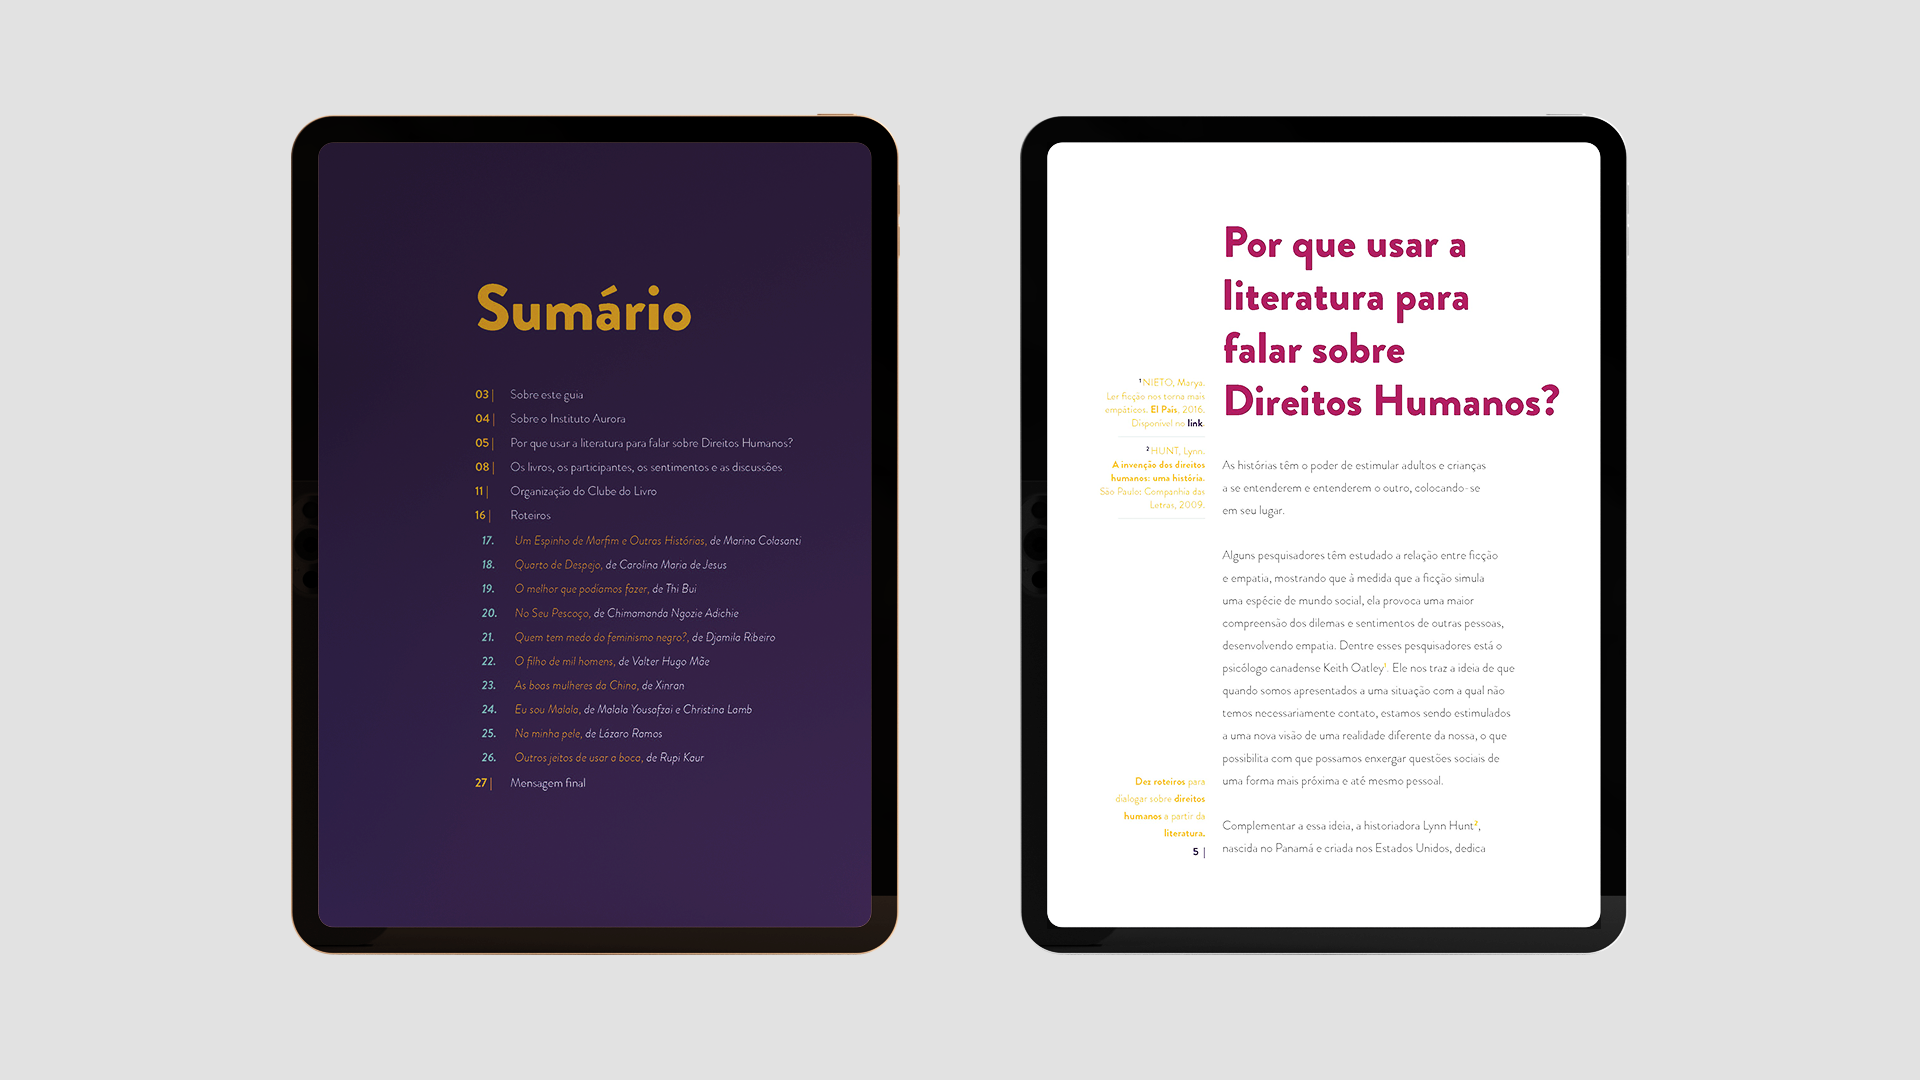 Sumário
03 | Sobre este guia
04 | Sobre o Instituto Aurora
05 | Por que usar a literatura para falar sobre Direitos Humanos?
08 | Os livros, os participantes, os sentimentos e as discussões
11 | Organização do Clube do Livro
16 | Roteiros
17. Um Espinho de Marfim e Outras Histórias, de Marina Colasanti
18. Quarto de Despejo, de Carolina Maria de Jesus
19. O melhor que podíamos fazer, de Thi Bui
20. No Seu Pescoço, de Chimamanda Ngozie Adichie
21. Quem tem medo do feminismo negro?, de Djamila Ribeiro
22. O filho de mil homens, de Valter Hugo Mãe
23. As boas mulheres da China, de Xinran
24. Eu sou Malala, de Malala Yousafzai e Christina Lamb
25. Na minha pele, de Lázaro Ramos
26. Outros jeitos de usar a boca, de Rupi Kaur
27 | Mensagem final
Por que usar a
literatura para
falar sobre
Direitos Humanos?
¹ NIETO, Marya.
Ler ficção nos torna mais
empáticos. El País, 2016.
Disponível no link.
² HUNT, Lynn.
A invenção dos direitos
humanos: uma história.
São Paulo: Companhia das
Letras, 2009.
As histórias têm o poder de estimular adultos e crianças
a se entenderem e entenderem o outro, colocando-se
em seu lugar.
Alguns pesquisadores têm estudado a relação entre ficção
e empatia, mostrando que à medida que a ficção simula
uma espécie de mundo social, ela provoca uma maior
compreensão dos dilemas e sentimentos de outras pessoas,
desenvolvendo empatia. Dentre esses pesquisadores está o
psicólogo canadense Keith Oatley¹. Ele nos traz a ideia de que
quando somos apresentados a uma situação com a qual não
temos necessariamente contato, estamos sendo estimulados
a uma nova visão de uma realidade diferente da nossa, o que
possibilita com que possamos enxergar questões sociais de
uma forma mais próxima e até mesmo pessoal.
Complementar a essa ideia, a historiadora Lynn Hunt²,
nascida no Panamá e criada nos Estados Unidos, dedica
Dez roteiros para
dialogar sobre direitos
humanos a partir da
literatura.
5 |